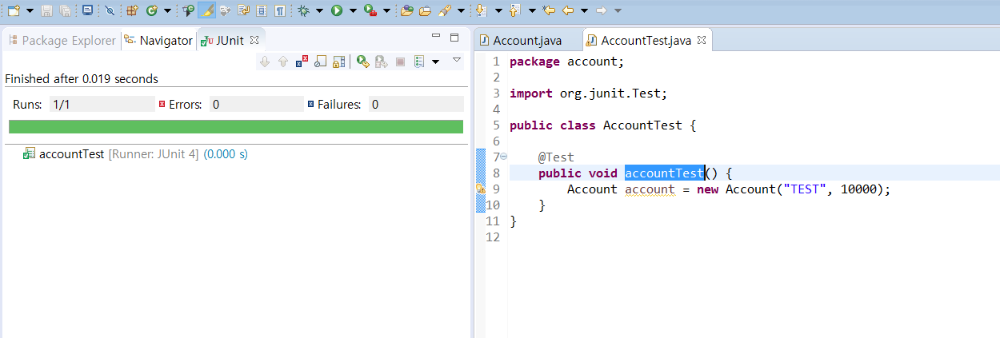 Package Explorer Navigator JUnit
Finished after 0.019 seconds
Runs: 1/1 Errors: 0 Failures: 0
accountTest [Runner: JUnit 4] (0.000 s)
Account.java AccountTest.java
1 package account;
2
3 import org.junit.Test;
4
5 public class AccountTest {
6
7 @Test
8 public void accountTest() {
9 Account account = new Account("TEST", 10000);
10 }
11 }
12